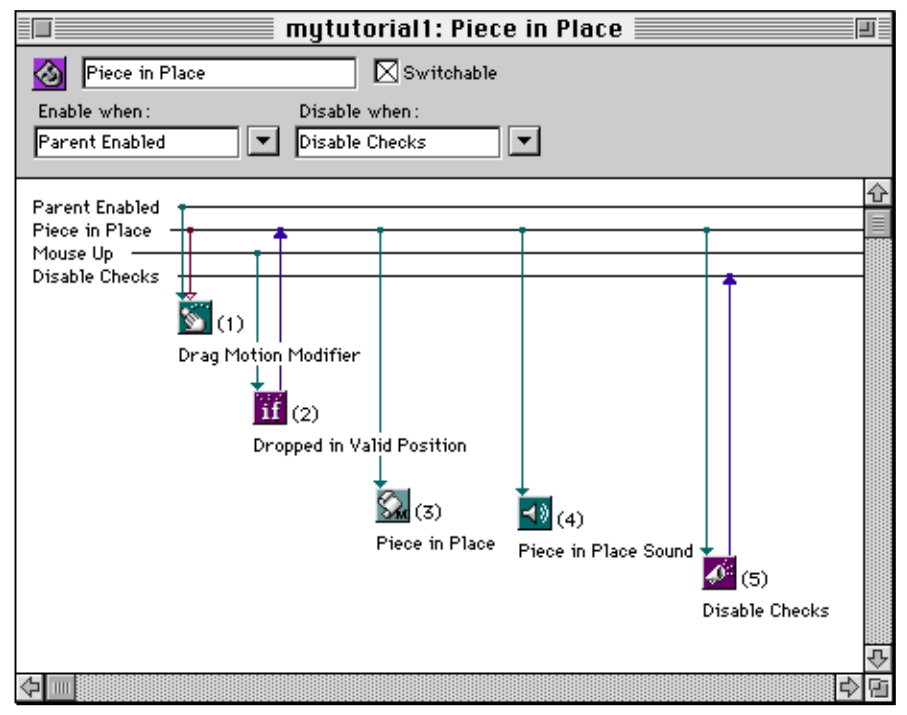 mytutorial1: Piece in Place
Piece in Place
Switchable
Enable when:
Disable when:
Parent Enabled
Disable Checks
Parent Enabled
Piece in Place
Mouse Up
Disable Checks
(1)
Drag Motion Modifier
if (2)
Dropped in Valid Position
M (3)
Piece in Place
(4)
Piece in Place Sound
(5)
Disable Checks